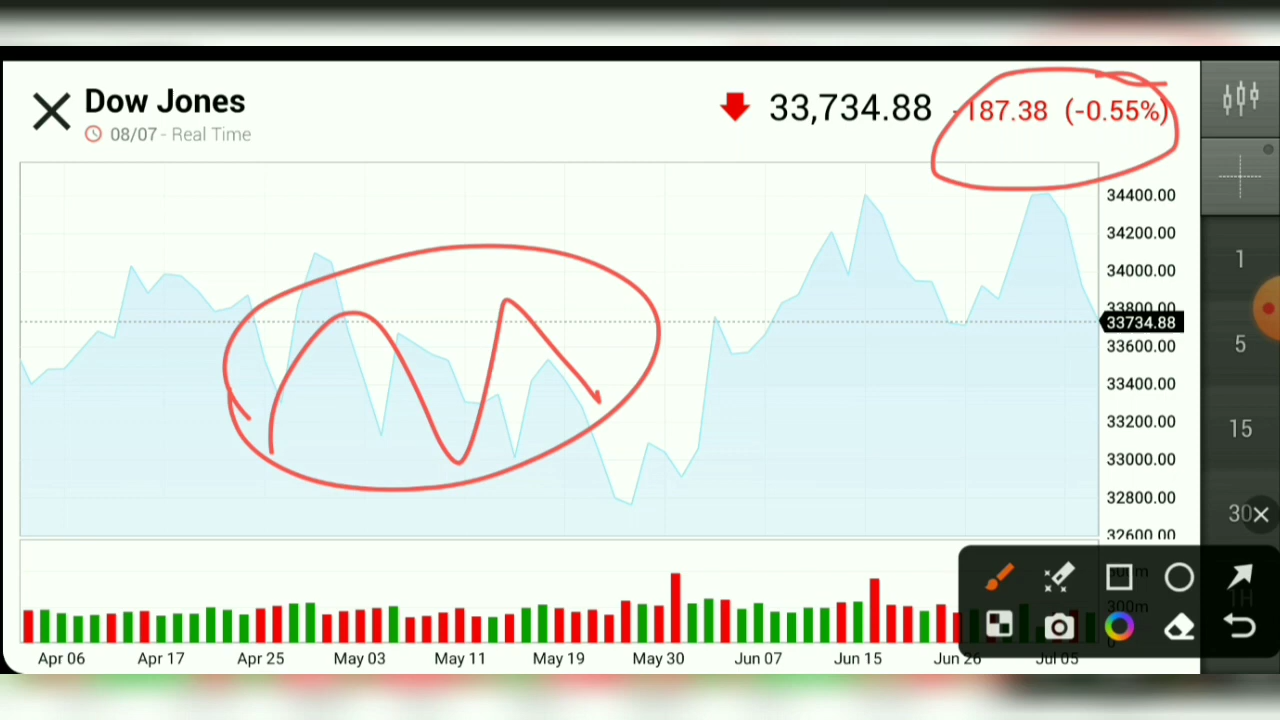 Dow Jones
08/07 - Real Time
33,734.88 -187.38 (-0.55%)
34400.00
34200.00
34000.00
33800.00
33734.88
33600.00
33400.00
33200.00
33000.00
32800.00
32600.00
300m
0
Apr 06 Apr 17 Apr 25 May 03 May 11 May 19 May 30 Jun 07 Jun 15 Jun 26 Jul 05
1
5
15
30
1H